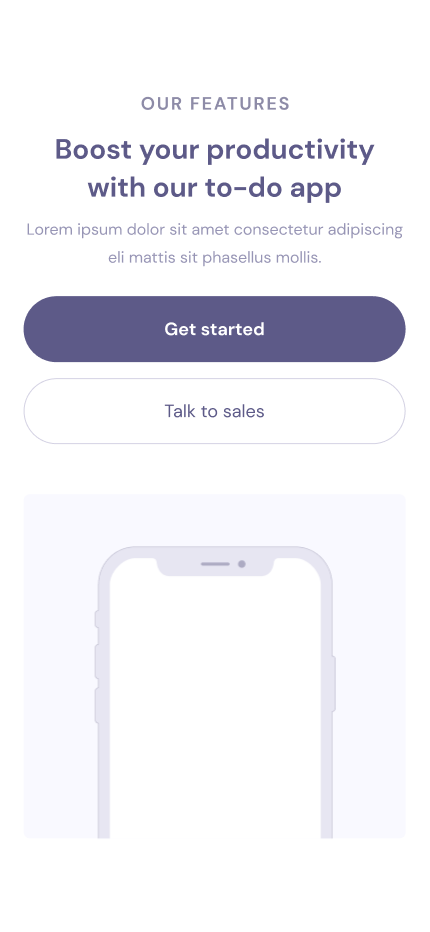 OUR FEATURES
Boost your productivity
with our to-do app
Lorem ipsum dolor sit amet consectetur adipiscing
eli mattis sit phasellus mollis.
Get started
Talk to sales